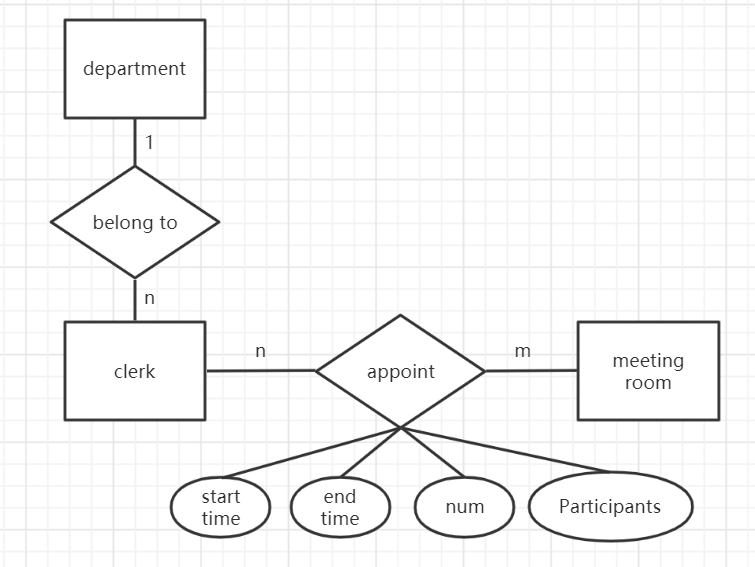 department
1
belong to
n
clerk
n
appoint
m
meeting
room
start
time
end
time
num
Participants